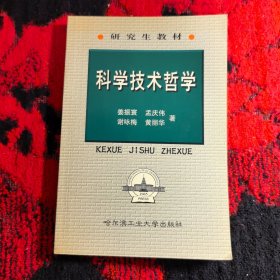 研究生教材
科学技术哲学
姜振寰 孟庆伟
谢咏梅 黄丽华 著
KEXUE JISHU ZHEXUE
哈尔滨工业大学出版社